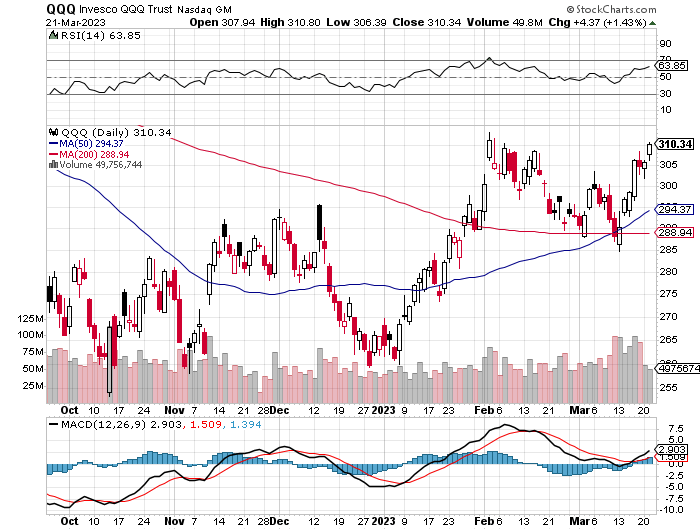 QQQ Invesco QQQ Trust Nasdaq GM © StockCharts.com
21-Mar-2023 Open 307.94 High 310.80 Low 306.39 Close 310.34 Volume 49.8M Chg +4.37 (+1.43%)
RSI(14) 63.85
90
70
63.85
50
30
10
QQQ (Daily) 310.34
MA(50) 294.37
MA(200) 288.94
Volume 49,756,744
310.34
305
300
294.37
288.94
285
280
275
270
265
260
255
125M
100M
75M
50M
25M
4975674
Oct 10 17 24 Nov 7 14 21 28 Dec 12 19 27 2023 9 17 23 Feb 6 13 21 Mar 6 13 20
MACD(12,26,9) 2.903, 1.509, 1.394
7.5
5.0
2.903
1.509
0.0
-2.5
-5.0
-7.5
Oct 10 17 24 Nov 7 14 21 28 Dec 12 19 27 2023 9 17 23 Feb 6 13 21 Mar 6 13 20